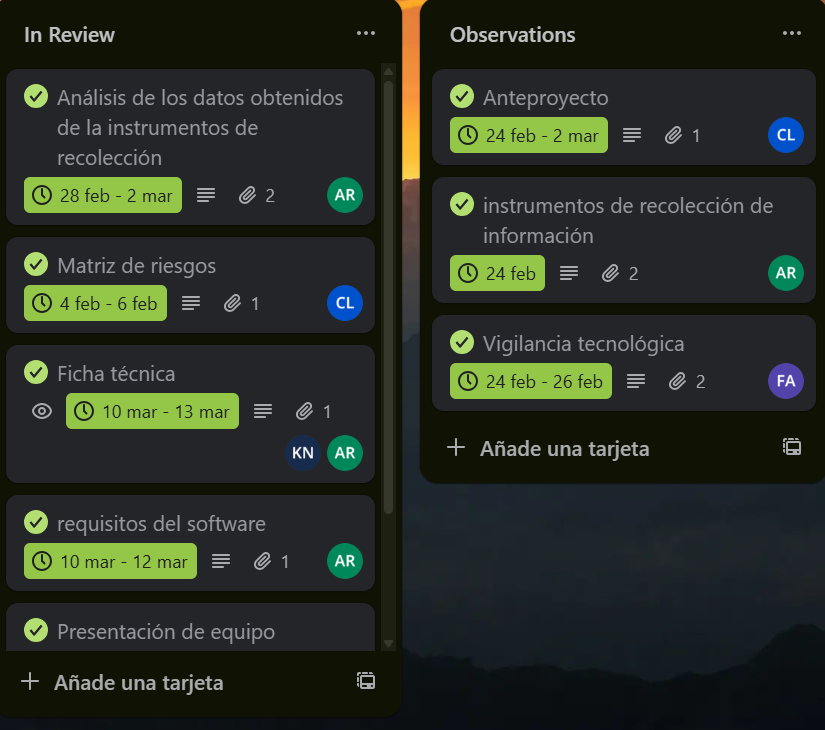 In Review
Análisis de los datos obtenidos
de la instrumentos de
recolección
28 feb - 2 mar
2
AR
Matriz de riesgos
4 feb - 6 feb
1
CL
Ficha técnica
10 mar - 13 mar
1
KN
AR
requisitos del software
10 mar - 12 mar
1
AR
Presentación de equipo
Añade una tarjeta
Observations
Anteproyecto
24 feb - 2 mar
1
CL
instrumentos de recolección de
información
24 feb
2
AR
Vigilancia tecnológica
24 feb - 26 feb
2
FA
Añade una tarjeta